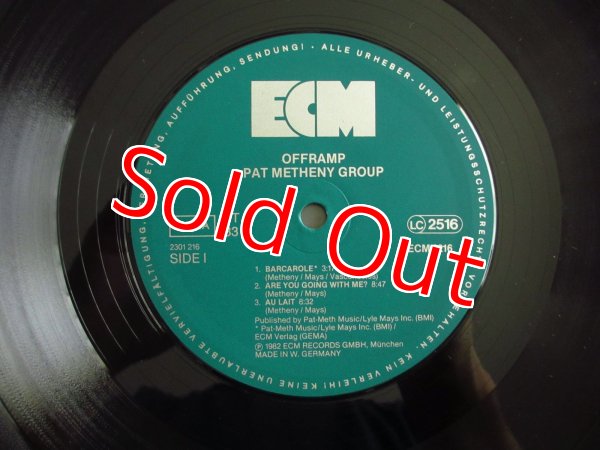 VERMIETUNG, AUFFÜHRUNG, SENDUNG! · ALLE URHEBER- UND LEISTUNGSSCHUTZRECHTE
KEIN VERLEIH! KEINE UNERLAUBTE VERVIELFÄLTIGUNG,
ECM
OFFRAMP
PAT METHENY GROUP
Sold Out
LC 2516
2301 216
SIDE I
1. BARCAROLE*
(Metheny / Mays /
2. ARE YOU GOING WITH ME? 8:47
(Metheny / Mays)
3. AU LAIT 8:32
(Metheny / Mays)
Published by Pat-Meth Music/Lyle Mays Inc. (BMI)
* Pat-Meth Music/Lyle Mays Inc. (BMI) /
ECM Verlag (GEMA)
℗ 1982 ECM RECORDS GMBH, München
MADE IN W. GERMANY